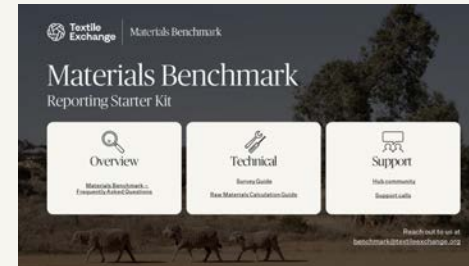 Textile
Exchange
Materials Benchmark
Materials Benchmark
Reporting Starter Kit
Overview
Materials Benchmark –
Frequently Asked Questions
Technical
Survey Guide
Raw Materials Calculation Guide
Support
Hub community
Support calls
Reach out to us at
benchmark@textileexchange.org